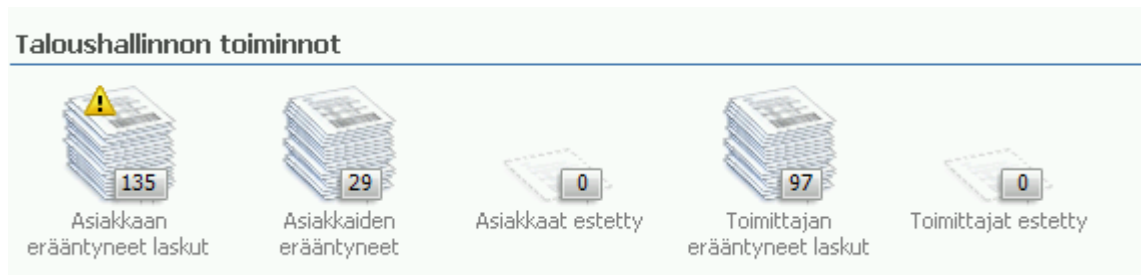 Taloushallinnon toiminnot
135
29
0
97
0
Asiakkaan
erääntyneet laskut
Asiakkaiden
erääntyneet
Asiakkaat estetty
Toimittajan
erääntyneet laskut
Toimittajat estetty